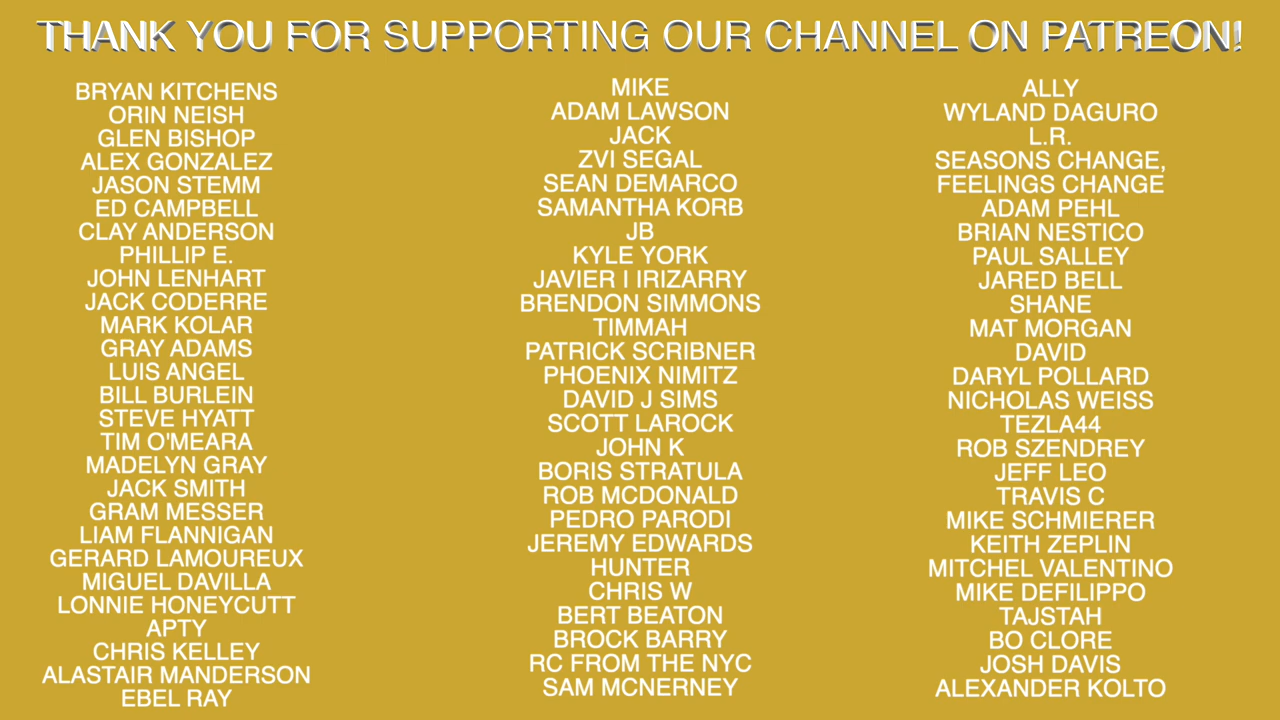 THANK YOU FOR SUPPORTING OUR CHANNEL ON PATREON!
BRYAN KITCHENS
ORIN NEISH
GLEN BISHOP
ALEX GONZALEZ
JASON STEMM
ED CAMPBELL
CLAY ANDERSON
PHILLIP E.
JOHN LENHART
JACK CODERRE
MARK KOLAR
GRAY ADAMS
LUIS ANGEL
BILL BURLEIN
STEVE HYATT
TIM O'MEARA
MADELYN GRAY
JACK SMITH
GRAM MESSER
LIAM FLANNIGAN
GERARD LAMOUREUX
MIGUEL DAVILLA
LONNIE HONEYCUTT
APTY
CHRIS KELLEY
ALASTAIR MANDERSON
EBEL RAY
MIKE
ADAM LAWSON
JACK
ZVI SEGAL
SEAN DEMARCO
SAMANTHA KORB
JB
KYLE YORK
JAVIER I IRIZARRY
BRENDON SIMMONS
TIMMAH
PATRICK SCRIBNER
PHOENIX NIMITZ
DAVID J SIMS
SCOTT LAROCK
JOHN K
BORIS STRATULA
ROB MCDONALD
PEDRO PARODI
JEREMY EDWARDS
HUNTER
CHRIS W
BERT BEATON
BROCK BARRY
RC FROM THE NYC
SAM MCNERNEY
ALLY
WYLAND DAGURO
L.R.
SEASONS CHANGE,
FEELINGS CHANGE
ADAM PEHL
BRIAN NESTICO
PAUL SALLEY
JARED BELL
SHANE
MAT MORGAN
DAVID
DARYL POLLARD
NICHOLAS WEISS
TEZLA44
ROB SZENDREY
JEFF LEO
TRAVIS C
MIKE SCHMIERER
KEITH ZEPLIN
MITCHEL VALENTINO
MIKE DEFILIPPO
TAJSTAH
BO CLORE
JOSH DAVIS
ALEXANDER KOLTO